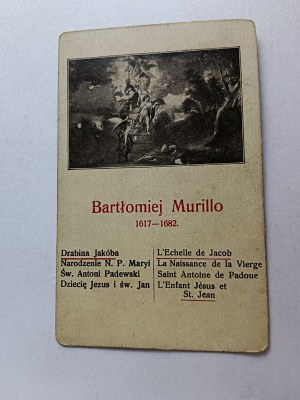 Bartłomiej Murillo
1617—1682.
Drabina Jakóba
Narodzenie N. P. Maryi
Św. Antoni Padewski
Dziecię Jezus i św. Jan
L'Echelle de Jacob
La Naissance de la Vierge
Saint Antoine de Padoue
L'Enfant Jésus et
St. Jean